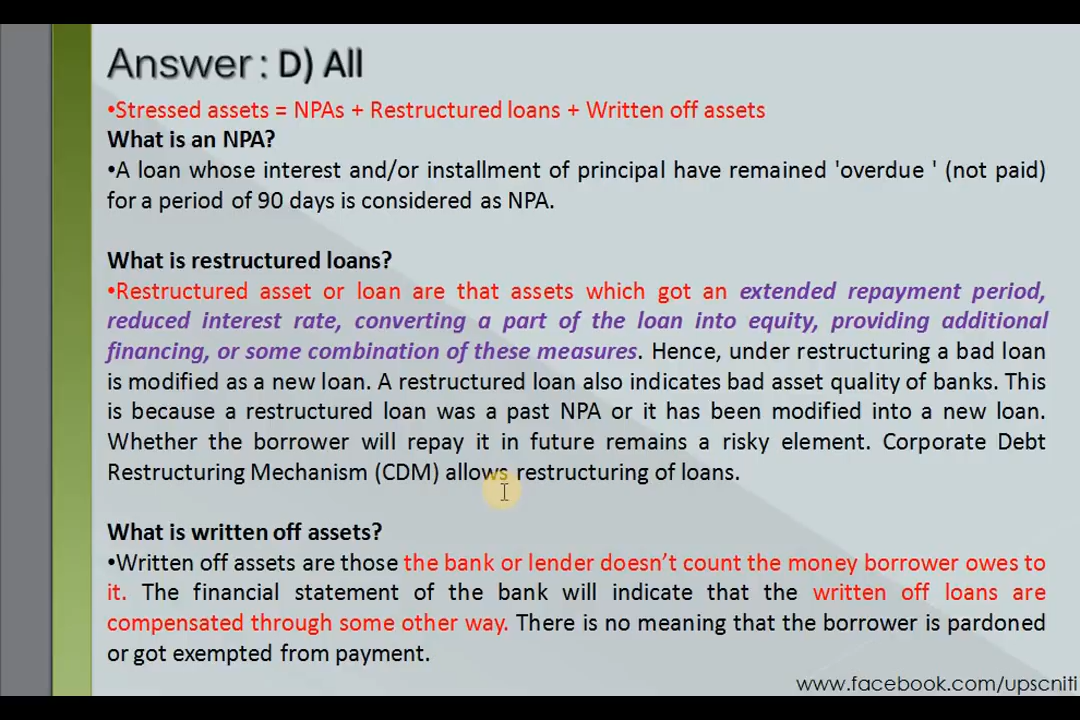 Answer : D) All
•Stressed assets = NPAs + Restructured loans + Written off assets
What is an NPA?
•A loan whose interest and/or installment of principal have remained 'overdue ' (not paid)
for a period of 90 days is considered as NPA.
What is restructured loans?
•Restructured asset or loan are that assets which got an extended repayment period,
reduced interest rate, converting a part of the loan into equity, providing additional
financing, or some combination of these measures. Hence, under restructuring a bad loan
is modified as a new loan. A restructured loan also indicates bad asset quality of banks. This
is because a restructured loan was a past NPA or it has been modified into a new loan.
Whether the borrower will repay it in future remains a risky element. Corporate Debt
Restructuring Mechanism (CDM) allows restructuring of loans.
What is written off assets?
•Written off assets are those the bank or lender doesn’t count the money borrower owes to
it. The financial statement of the bank will indicate that the written off loans are
compensated through some other way. There is no meaning that the borrower is pardoned
or got exempted from payment.
www.facebook.com/upscniti